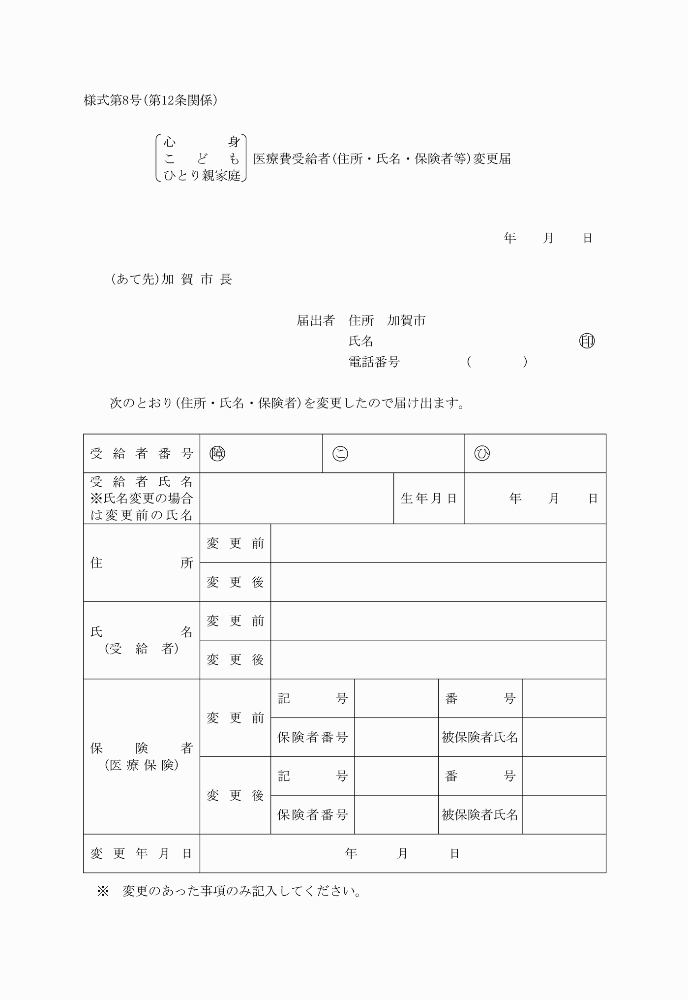 様式第8号(第12条関係)
心身
こども
ひとり親家庭
医療費受給者(住所・氏名・保険者等)変更届
年　月　日
(あて先)加賀市長
届出者　住所　加賀市
氏名　㊞
電話番号　(　　)
次のとおり(住所・氏名・保険者)を変更したので届け出ます。
受給者番号　障　こ　ひ
受給者氏名
※氏名変更の場合
は変更前の氏名
生年月日　年　月　日
住所
変更前
変更後
氏名
(受給者)
変更前
変更後
保険者
(医療保険)
変更前
記号　番号
保険者番号　被保険者氏名
変更後
記号　番号
保険者番号　被保険者氏名
変更年月日　年　月　日
※　変更のあった事項のみ記入してください。